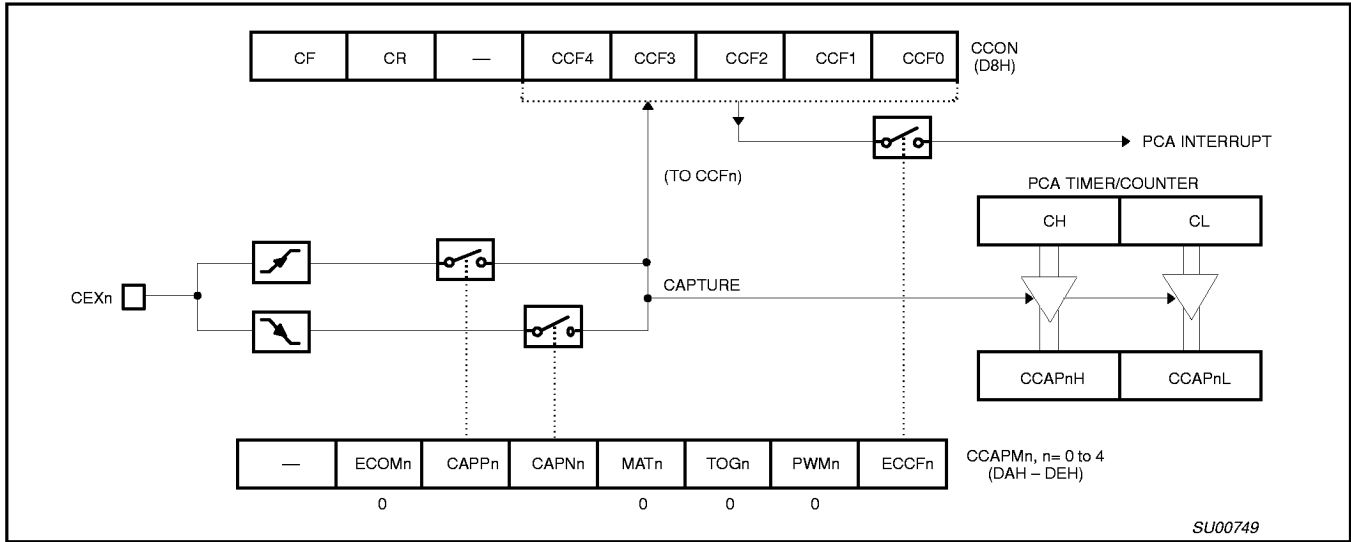 CF CR — CCF4 CCF3 CCF2 CCF1 CCF0
CCON
(D8H)
PCA INTERRUPT
(TO CCFn)
PCA TIMER/COUNTER
CH CL
CEXn
CAPTURE
CCAPnH CCAPnL
— ECOMn CAPPn CAPNn MATn TOGn PWMn ECCFn
CCAPMn, n= 0 to 4
(DAH – DEH)
0 0 0 0
SU00749